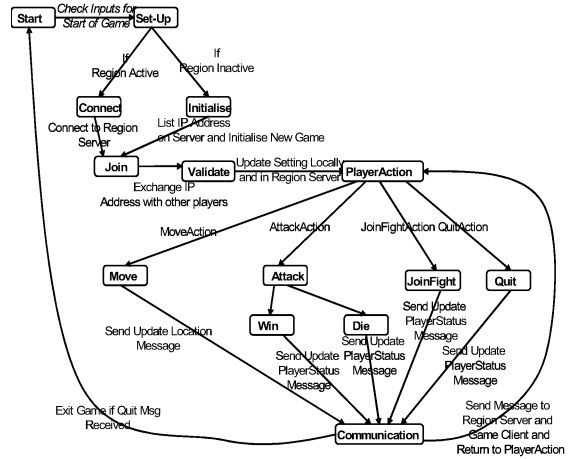 Start
Check Inputs for
Start of Game
Set-Up
If
Region Active
If
Region Inactive
Connect
Initialise
Connect to Region
Server
List IP Address
on Server and Initialise New Game
Join
Validate
Update Setting Locally
and in Region Server
PlayerAction
Exchange IP
Address with other players
MoveAction
AttackAction
JoinFightAction
QuitAction
Move
Attack
JoinFight
Quit
Win
Die
Send Update Location
Message
Send Update
PlayerStatus
Message
Send Update
PlayerStatus
Message
Send Update
PlayerStatus
Message
Send Update
PlayerStatus
Message
Exit Game if Quit Msg
Received
Communication
Send Message to
Region Server and
Game Client and
Return to PlayerAction